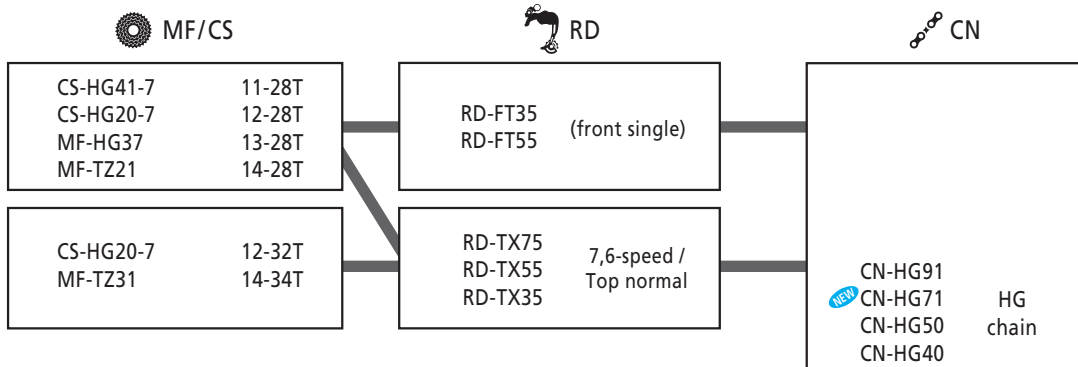 MF/CS
RD
CN
CS-HG41-7 11-28T
CS-HG20-7 12-28T
MF-HG37 13-28T
MF-TZ21 14-28T
RD-FT35
RD-FT55
(front single)
CS-HG20-7 12-32T
MF-TZ31 14-34T
RD-TX75
RD-TX55
RD-TX35
7,6-speed /
Top normal
CN-HG91
NEW CN-HG71
CN-HG50
CN-HG40
HG
chain